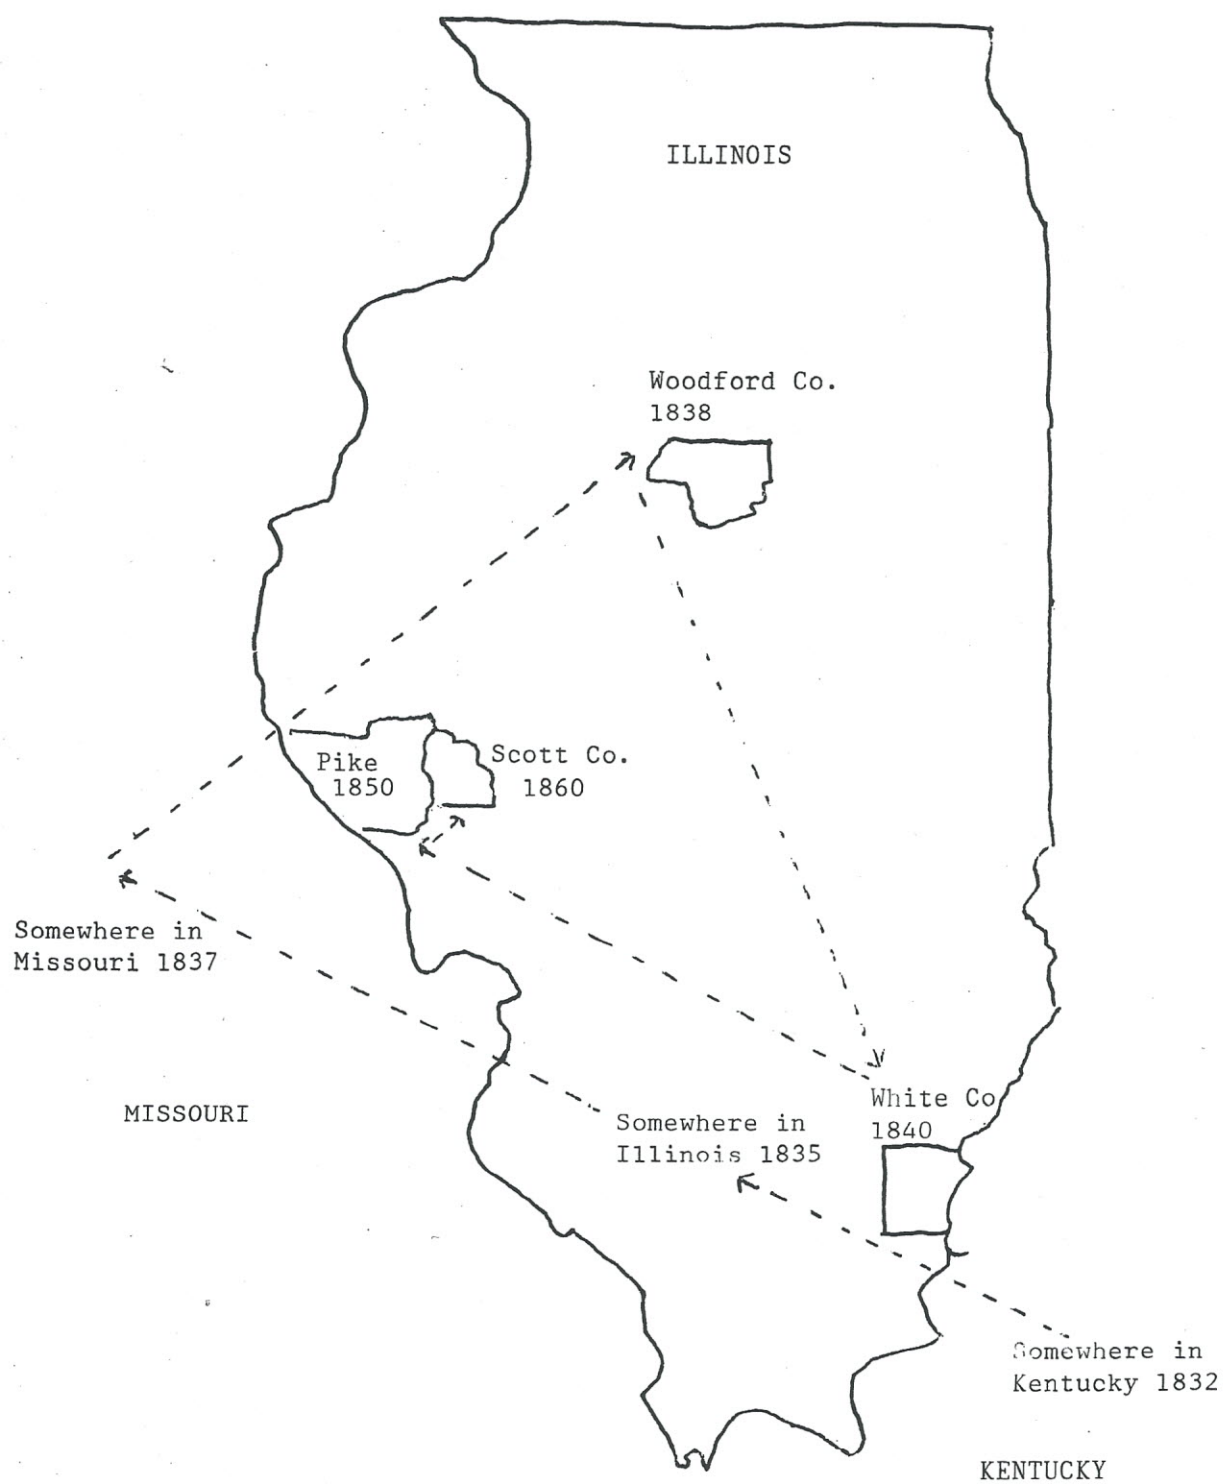 ILLINOIS
Woodford Co.
1838
Pike
1850
Scott Co.
1860
Somewhere in
Missouri 1837
MISSOURI
Somewhere in
Illinois 1835
White Co
1840
Somewhere in
Kentucky 1832
KENTUCKY